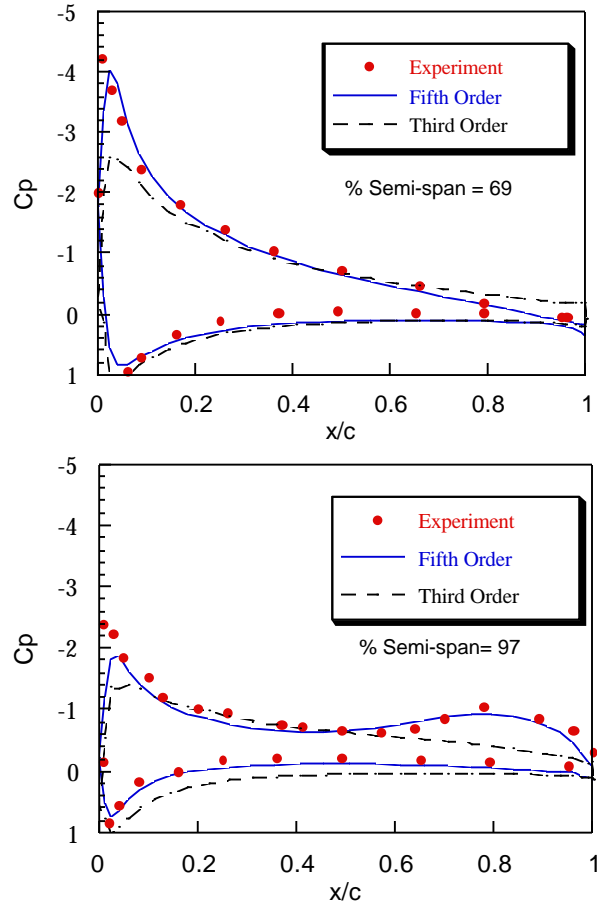 -5
-4
-3
-2
-1
0
1
Cp
Experiment
Fifth Order
Third Order
% Semi-span = 69
0 0.2 0.4 0.6 0.8 1
x/c
-5
-4
-3
-2
-1
0
1
Cp
Experiment
Fifth Order
Third Order
% Semi-span= 97
0 0.2 0.4 0.6 0.8 1
x/c